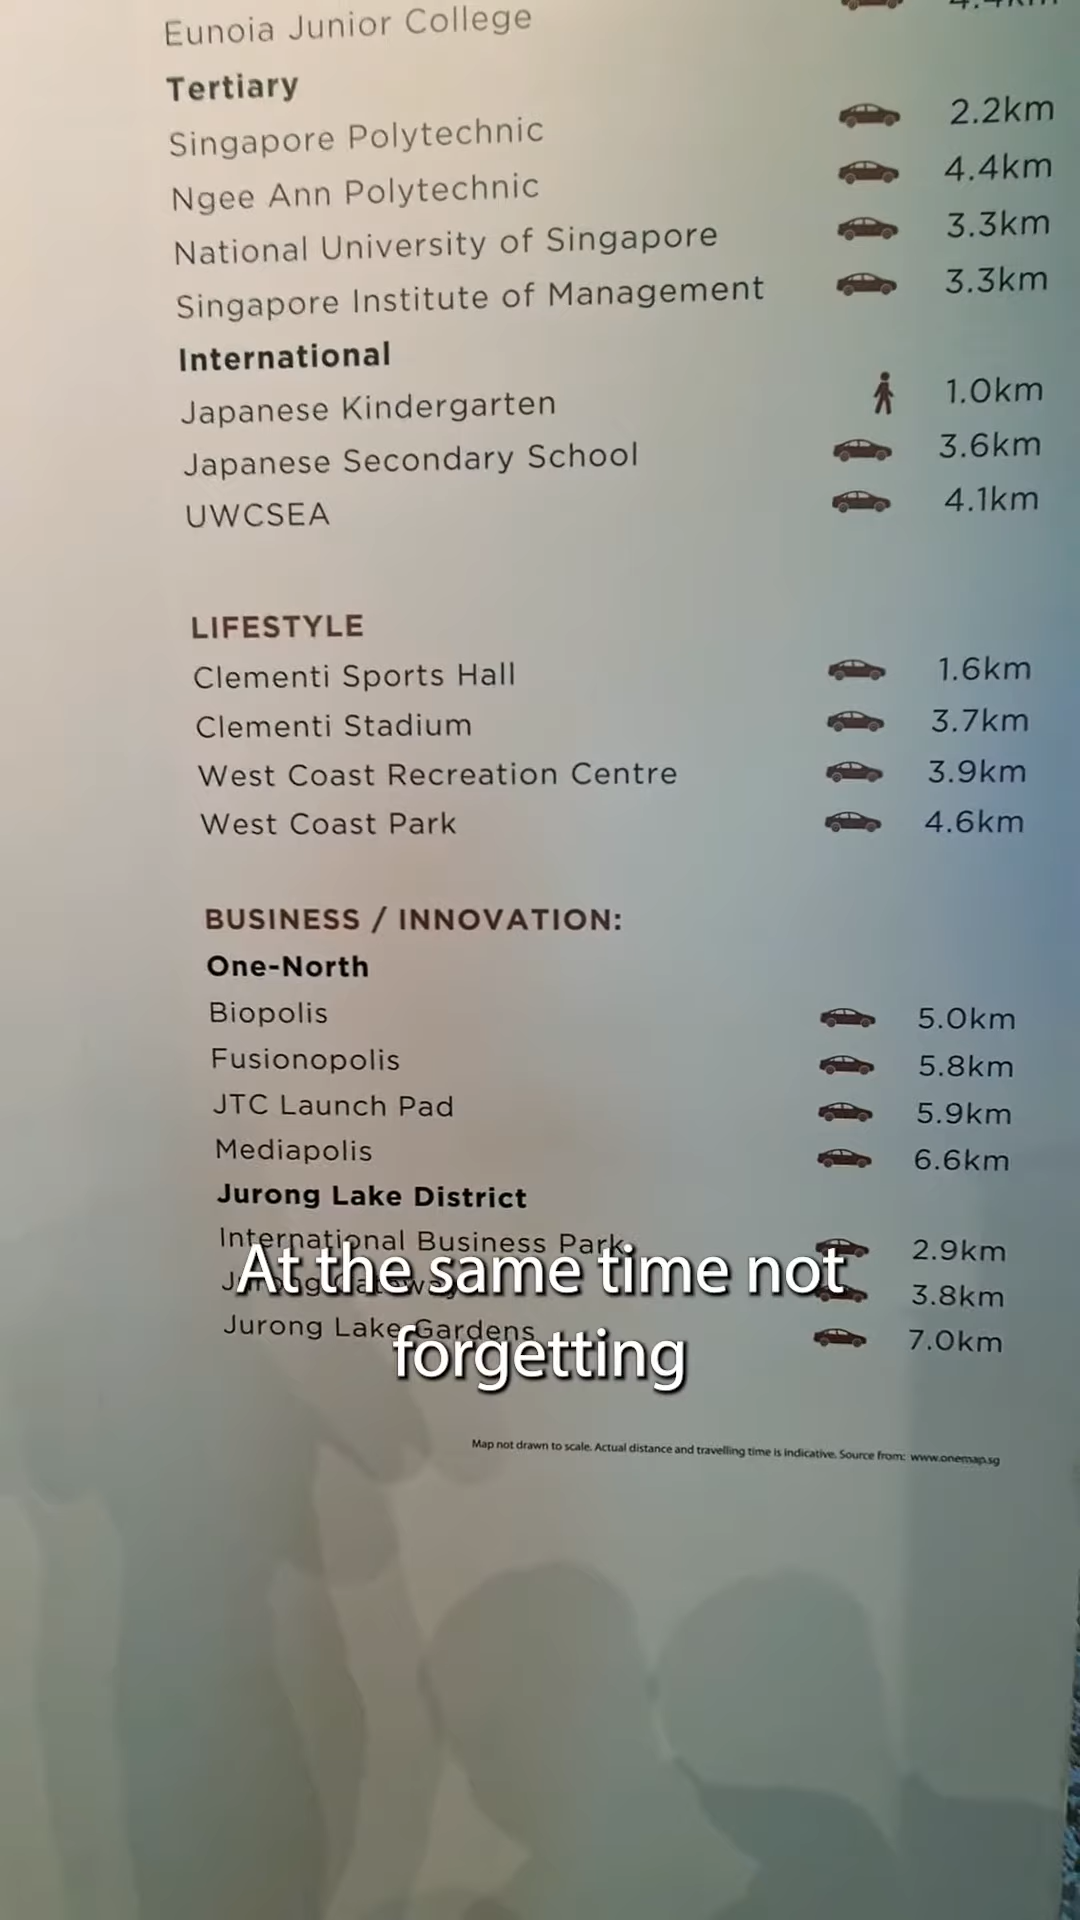 Eunoia Junior College 4.4km
Tertiary
Singapore Polytechnic 2.2km
Ngee Ann Polytechnic 4.4km
National University of Singapore 3.3km
Singapore Institute of Management 3.3km
International
Japanese Kindergarten 1.0km
Japanese Secondary School 3.6km
UWCSEA 4.1km
LIFESTYLE
Clementi Sports Hall 1.6km
Clementi Stadium 3.7km
West Coast Recreation Centre 3.9km
West Coast Park 4.6km
BUSINESS / INNOVATION:
One-North
Biopolis 5.0km
Fusionopolis 5.8km
JTC Launch Pad 5.9km
Mediapolis 6.6km
Jurong Lake District
International Business Park 2.9km
Jurong Gateway 3.8km
Jurong Lake Gardens 7.0km
At the same time not
forgetting
Map not drawn to scale. Actual distance and travelling time is indicative. Source from: www.onemap.sg